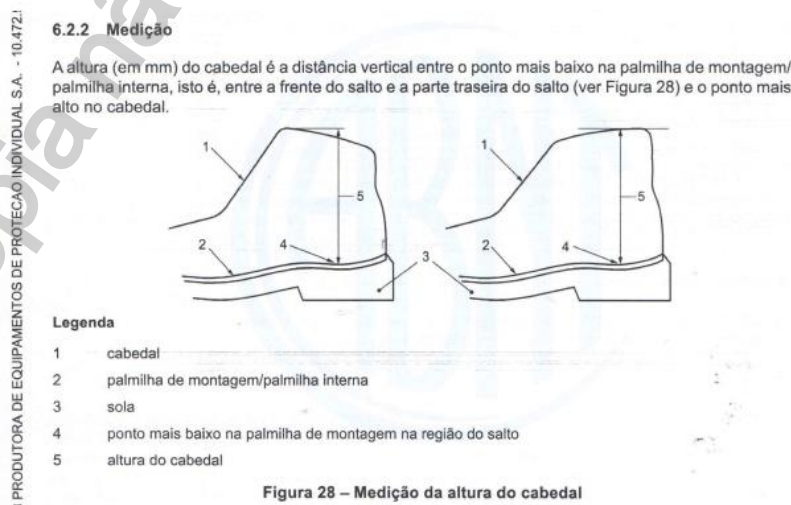 6.2.2 Medição
A altura (em mm) do cabedal é a distância vertical entre o ponto mais baixo na palmilha de montagem/
palmilha interna, isto é, entre a frente do salto e a parte traseira do salto (ver Figura 28) e o ponto mais
alto no cabedal.
1
5
2
4
3
1
5
2
4
Legenda
1 cabedal
2 palmilha de montagem/palmilha interna
3 sola
4 ponto mais baixo na palmilha de montagem na região do salto
5 altura do cabedal
Figura 28 – Medição da altura do cabedal
PRODUTORA DE EQUIPAMENTOS DE PROTECAO INDIVIDUAL S.A. - 10.472.
ABNT